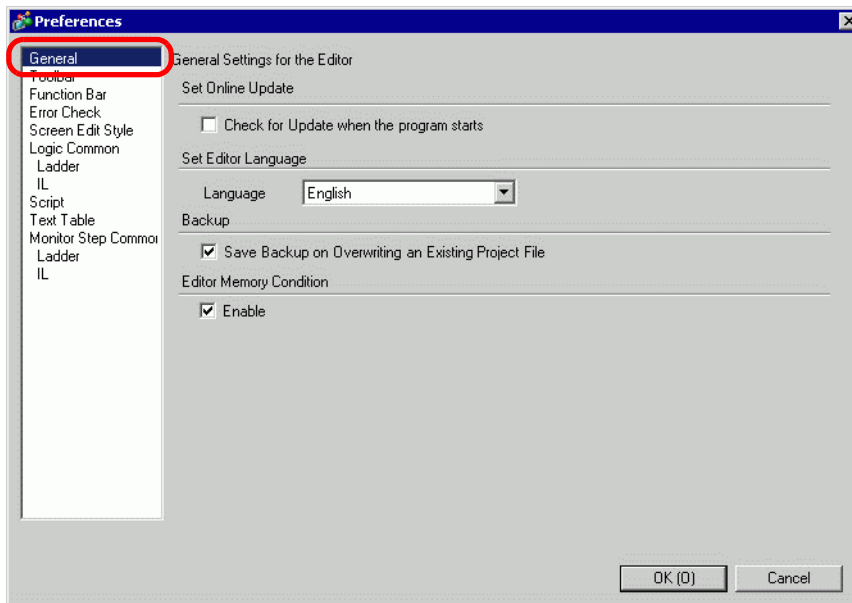 Preferences
General
Toolbar
Function Bar
Error Check
Screen Edit Style
Logic Common
Ladder
IL
Script
Text Table
Monitor Step Common
Ladder
IL
General Settings for the Editor
Set Online Update
Check for Update when the program starts
Set Editor Language
Language English
Backup
Save Backup on Overwriting an Existing Project File
Editor Memory Condition
Enable
OK (O) Cancel